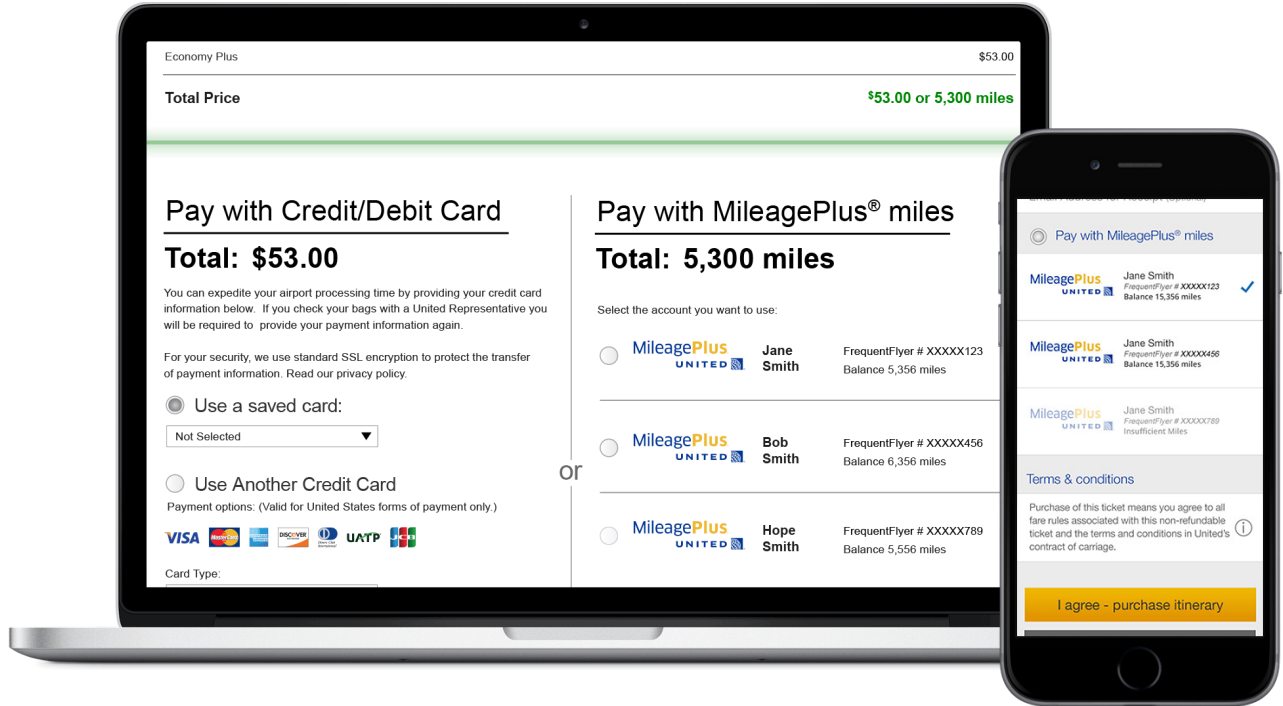 Economy Plus $53.00
Total Price $53.00 or 5,300 miles
Pay with Credit/Debit Card
Total: $53.00
You can expedite your airport processing time by providing your credit card
information below. If you check your bags with a United Representative you
will be required to provide your payment information again.
For your security, we use standard SSL encryption to protect the transfer
of payment information. Read our privacy policy.
Use a saved card:
Not Selected
Use Another Credit Card
Payment options: (Valid for United States forms of payment only.)
VISA MasterCard DISCOVER UATP JCB
Card Type:
or
Pay with MileagePlus® miles
Total: 5,300 miles
Select the account you want to use:
MileagePlus
UNITED
Jane
Smith
FrequentFlyer # XXXXX123
Balance 5,356 miles
MileagePlus
UNITED
Bob
Smith
FrequentFlyer # XXXXX456
Balance 6,356 miles
MileagePlus
UNITED
Hope
Smith
FrequentFlyer # XXXXX789
Balance 5,556 miles
Pay with MileagePlus® miles
MileagePlus
UNITED
Jane Smith
FrequentFlyer # XXXXX123
Balance 15,356 miles
MileagePlus
UNITED
Jane Smith
FrequentFlyer # XXXXX456
Balance 15,356 miles
MileagePlus
UNITED
Jane Smith
FrequentFlyer # XXXXX789
Insufficient Miles
Terms & conditions
Purchase of this ticket means you agree to all
fare rules associated with this non-refundable
ticket and the terms and conditions in United's
contract of carriage.
I agree - purchase itinerary